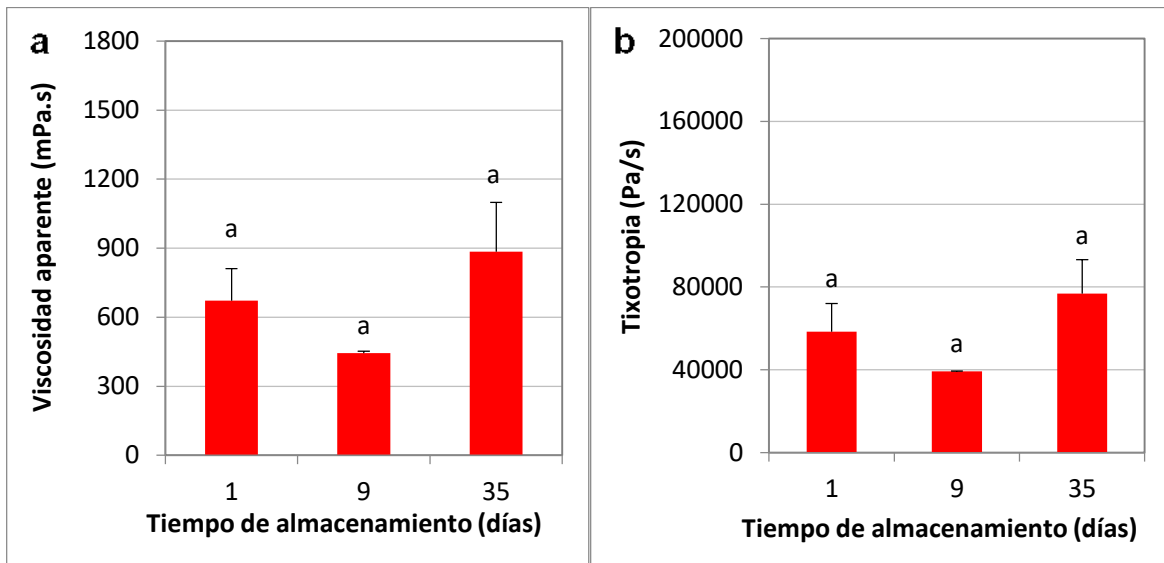 a
Viscosidad aparente (mPa.s)
1800
1500
1200
900
600
300
0
a
a
a
1
9
35
Tiempo de almacenamiento (días)
b
Tixotropia (Pa/s)
200000
160000
120000
80000
40000
0
a
a
a
1
9
35
Tiempo de almacenamiento (días)